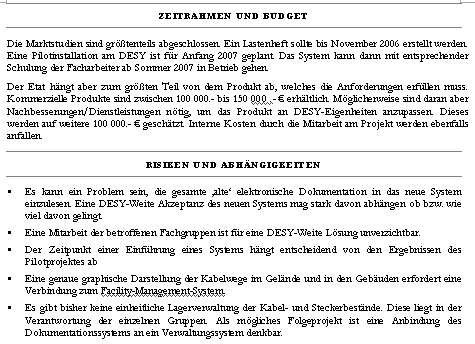 ZEITRAHMEN UND BUDGET
Die Marktstudien sind größtenteils abgeschlossen. Ein Lastenheft sollte bis November 2006 erstellt werden.
Eine Pilotinstallation am DESY ist für Anfang 2007 geplant. Das System kann dann mit entsprechender
Schulung der Facharbeiter ab Sommer 2007 in Betrieb gehen.
Der Etat hängt aber zum größten Teil von dem Produkt ab, welches die Anforderungen erfüllen muss.
Kommerzielle Produkte sind zwischen 100 000.- bis 150 000..-€ erhältlich. Möglicherweise sind daran aber
Nachbesserungen/Dienstleistungen nötig, um das Produkt an DESY-Eigenheiten anzupassen. Dieses
werden auf weitere 100 000.-€ geschätzt. Interne Kosten durch die Mitarbeit am Projekt werden ebenfalls
anfallen.
RISIKEN UND ABHÄNGIGKEITEN
▪ Es kann ein Problem sein, die gesamte ‚alte‘ elektronische Dokumentation in das neue System
einzulesen. Eine DESY-Weite Akzeptanz des neuen Systems mag stark davon abhängen ob bzw. wie
viel davon gelingt.
▪ Eine Mitarbeit der betroffenen Fachgruppen ist für eine DESY-Weite Lösung unverzichtbar.
▪ Der Zeitpunkt einer Einführung eines Systems hängt entscheidend von den Ergebnissen des
Pilotprojektes ab
▪ Eine genaue graphische Darstellung der Kabelwege im Gelände und in den Gebäuden erfordert eine
Verbindung zum Facility-Management-System.
▪ Es gibt bisher keine einheitliche Lagerverwaltung der Kabel- und Steckerbestände. Diese liegt in der
Verantwortung der einzelnen Gruppen. Als mögliches Folgeprojekt ist eine Anbindung des
Dokumentationssystems an ein Verwaltungssystem denkbar.